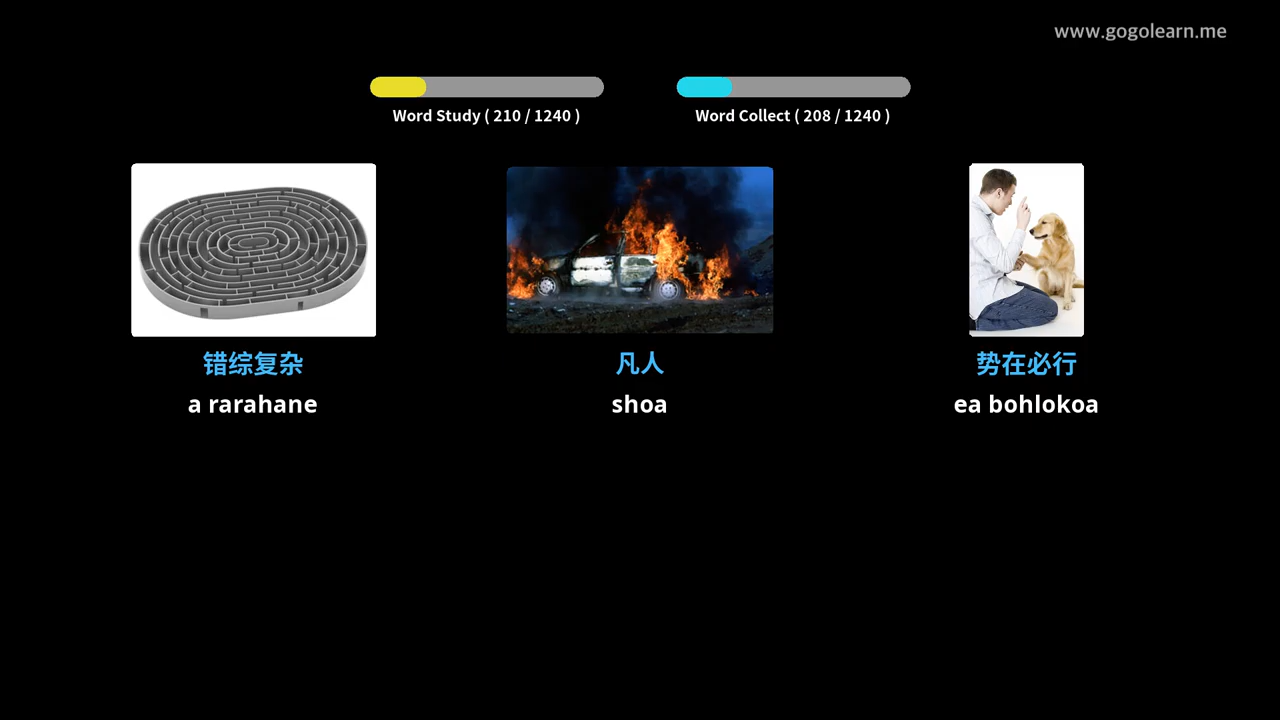 www.gogolearn.me
Word Study ( 210 / 1240 )
Word Collect ( 208 / 1240 )
错综复杂
凡人
势在必行
a rarahane
shoa
ea bohlokoa